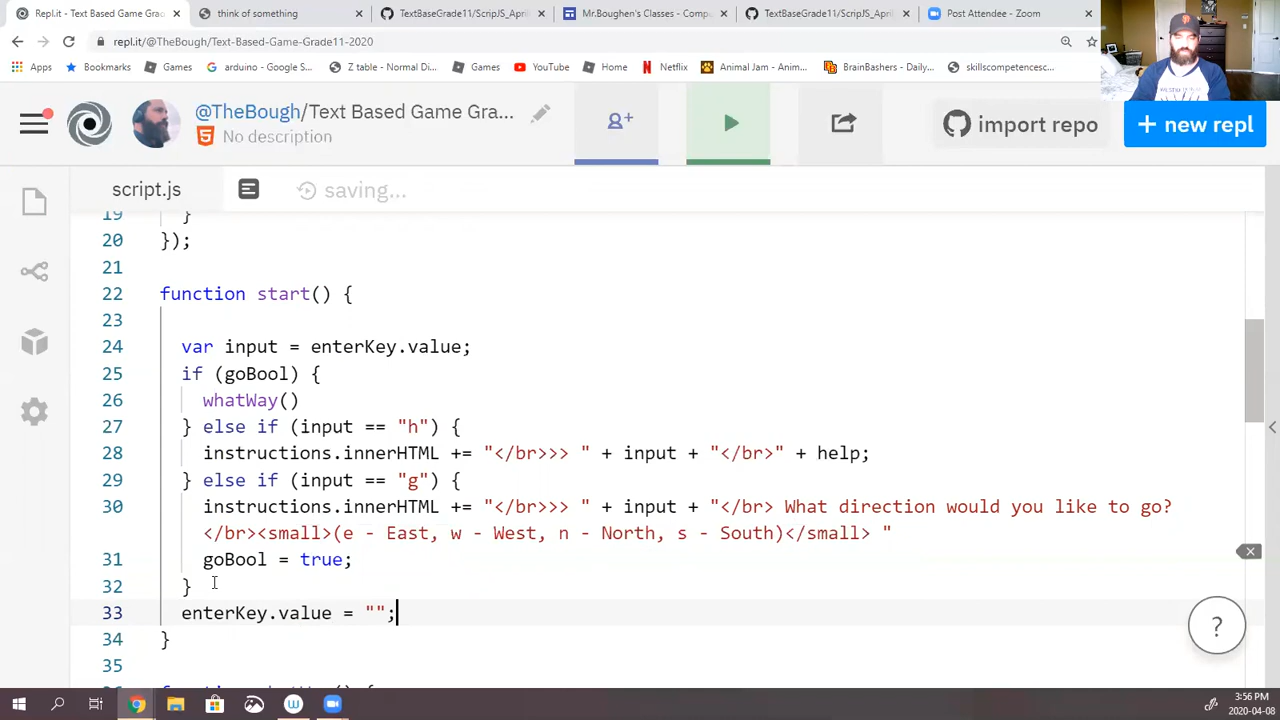 Repl.it - Text Based Game Gra
think of something
TextBaseGrade11/ScripJS_April
Mr.Boughen's Classes - Compu
TextBaseGrade11/ScripJS_April
Post Attendee - Zoom
repl.it/@TheBough/Text-Based-Game-Grade11-2020
Apps
Bookmarks
Games
arduino - Google S...
Z table - Normal Di...
Games
YouTube
Home
Netflix
Animal Jam - Anim...
BrainBashers - Daily...
skillscompetencesc...
@TheBough/Text Based Game Gra...
No description
import repo
+ new repl
script.js
saving...
19 }
20 });
21
22 function start() {
23
24 var input = enterKey.value;
25 if (goBool) {
26 whatWay()
27 } else if (input == "h") {
28 instructions.innerHTML += "</br>>> " + input + "</br>" + help;
29 } else if (input == "g") {
30 instructions.innerHTML += "</br>>> " + input + "</br> What direction would you like to go?
</br><small>(e - East, w - West, n - North, s - South)</small> "
31 goBool = true;
32 }
33 enterKey.value = "";
34 }
35
?
3:56 PM
2020-04-08